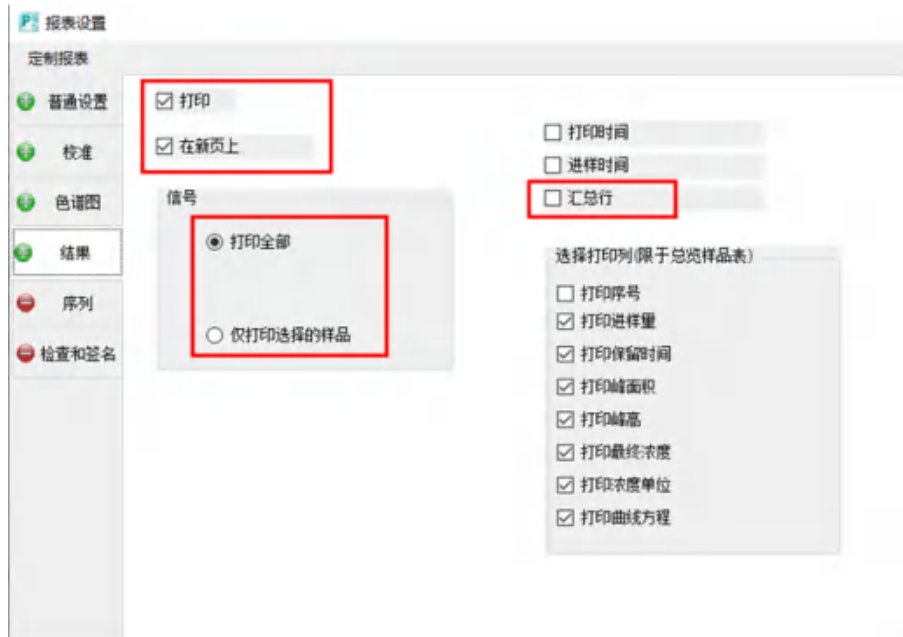 报表设置
定制报表
普通设置
校准
色谱图
结果
序列
检查和签名
打印
在新页上
信号
打印全部
仅打印选择的样品
打印时间
进样时间
汇总行
选择打印列(限于总览样品表)
打印序号
打印进样量
打印保留时间
打印峰面积
打印峰高
打印最终浓度
打印浓度单位
打印曲线方程